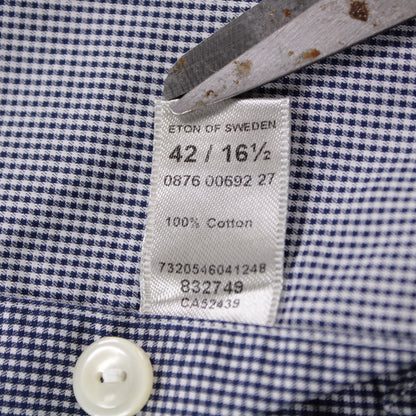 ETON OF SWEDEN
42 / 16½
0876 00692 27
100% Cotton
7320546041248
832749
CA52439